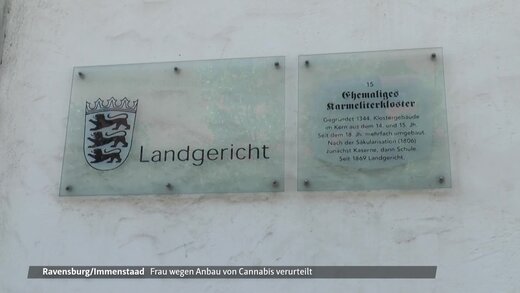 Landgericht
15
Ehemaliges
Karmeliterkloster
Gegründet 1344. Klostergebäude
im Kern aus dem 14. und 15. Jh.
Seit dem 18. Jh. mehrfach umgebaut.
Nach der Säkularisation (1806)
zunächst Kaserne, dann Schule.
Seit 1869 Landgericht.
Ravensburg/Immenstaad Frau wegen Anbau von Cannabis verurteilt